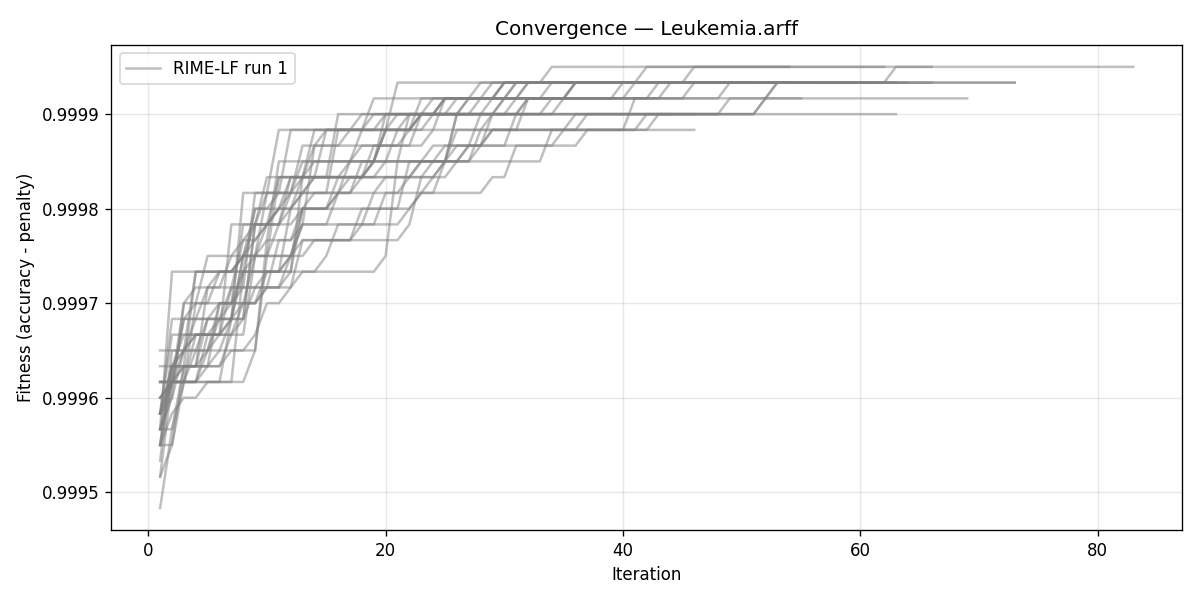 Convergence — Leukemia.arff
RIME-LF run 1
Fitness (accuracy - penalty)
0.9999
0.9998
0.9997
0.9996
0.9995
0 20 40 60 80
Iteration